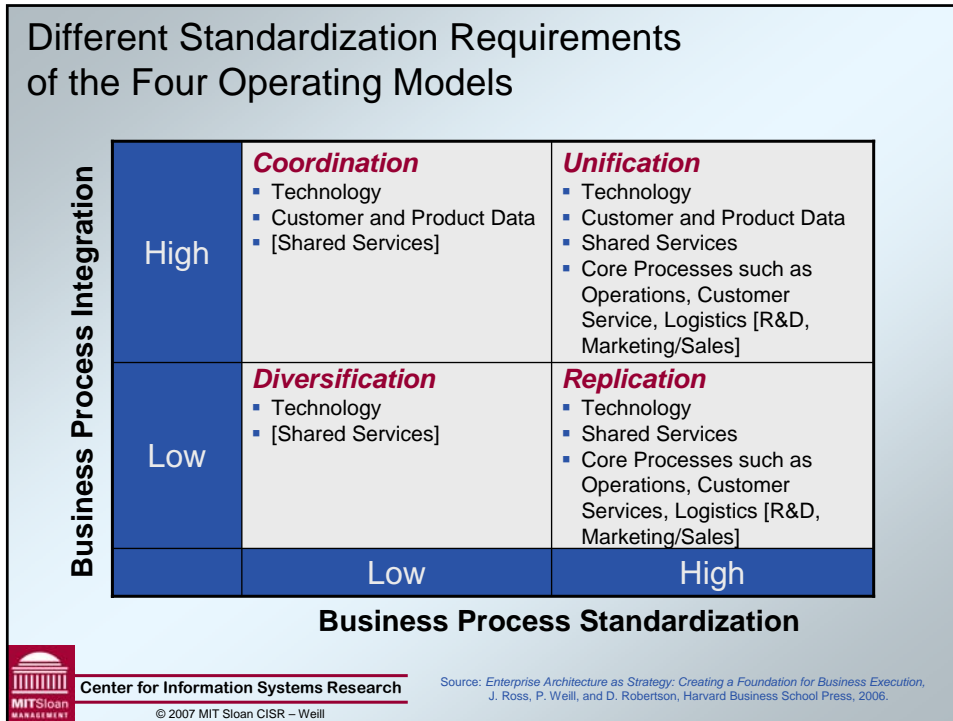 Different Standardization Requirements
of the Four Operating Models
Business Process Integration
High
Coordination
▪ Technology
▪ Customer and Product Data
▪ [Shared Services]
Unification
▪ Technology
▪ Customer and Product Data
▪ Shared Services
▪ Core Processes such as
Operations, Customer
Service, Logistics [R&D,
Marketing/Sales]
Low
Diversification
▪ Technology
▪ [Shared Services]
Replication
▪ Technology
▪ Shared Services
▪ Core Processes such as
Operations, Customer
Services, Logistics [R&D,
Marketing/Sales]
Low
High
Business Process Standardization
MITSloan
MANAGEMENT
Center for Information Systems Research
© 2007 MIT Sloan CISR – Weill
Source: Enterprise Architecture as Strategy: Creating a Foundation for Business Execution,
J. Ross, P. Weill, and D. Robertson, Harvard Business School Press, 2006.